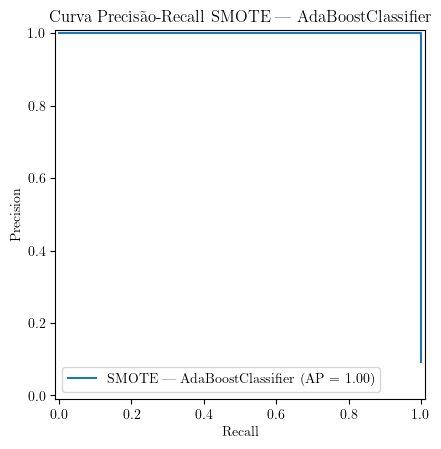 Curva Precisão-Recall SMOTE — AdaBoostClassifier
1.0
0.8
0.6
0.4
0.2
0.0
Precision
SMOTE — AdaBoostClassifier (AP = 1.00)
0.0 0.2 0.4 0.6 0.8 1.0
Recall